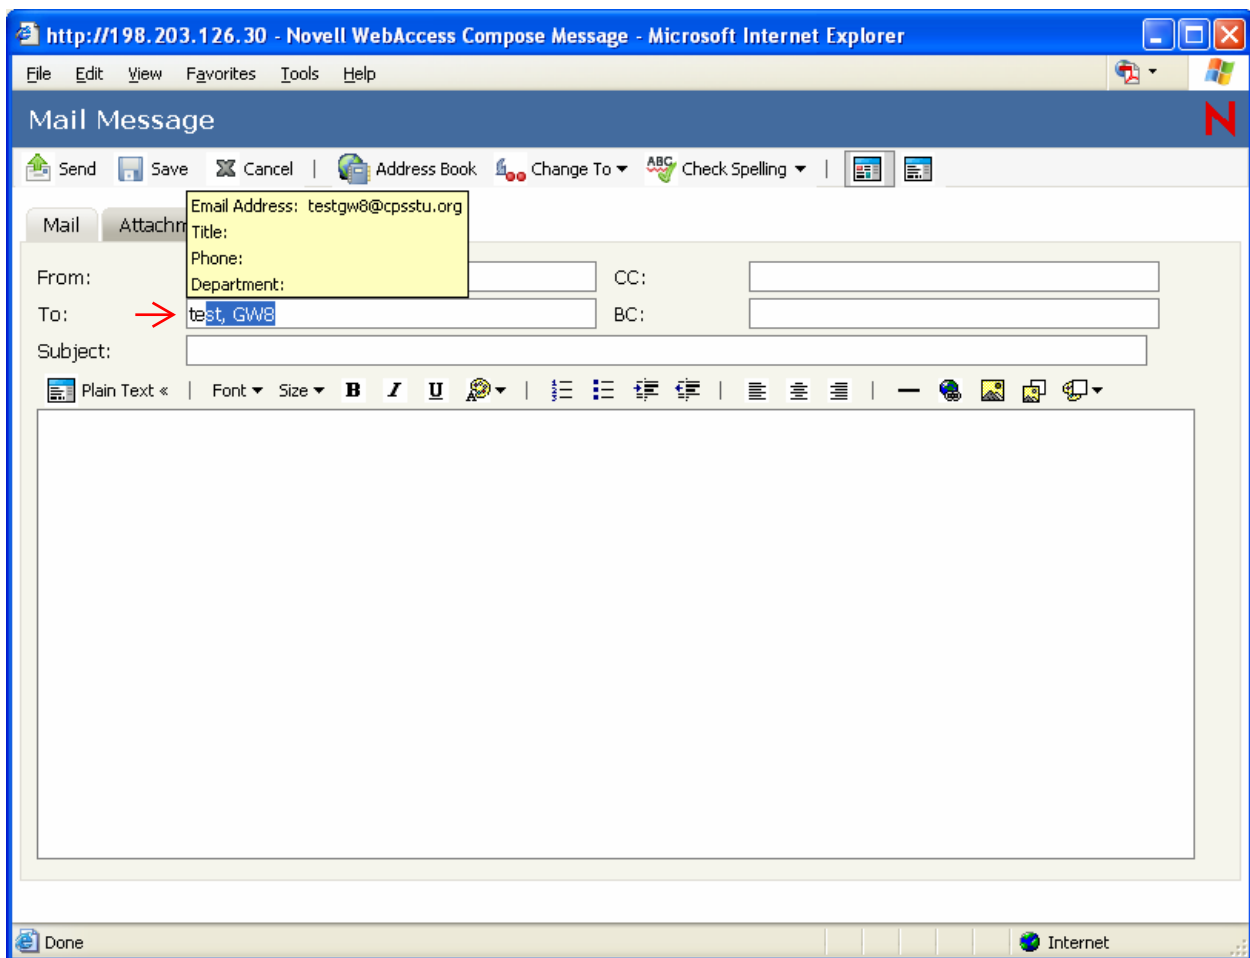 http://198.203.126.30 - Novell WebAccess Compose Message - Microsoft Internet Explorer
File Edit View Favorites Tools Help
Mail Message N
Send Save Cancel | Address Book Change To ABC Check Spelling |
Email Address: testgw8@cpsstu.org
Mail Attachm Title:
Phone:
From: Department: CC:
To: test, GW8 BC:
Subject:
Plain Text « | Font Size B I U | | |
Done Internet